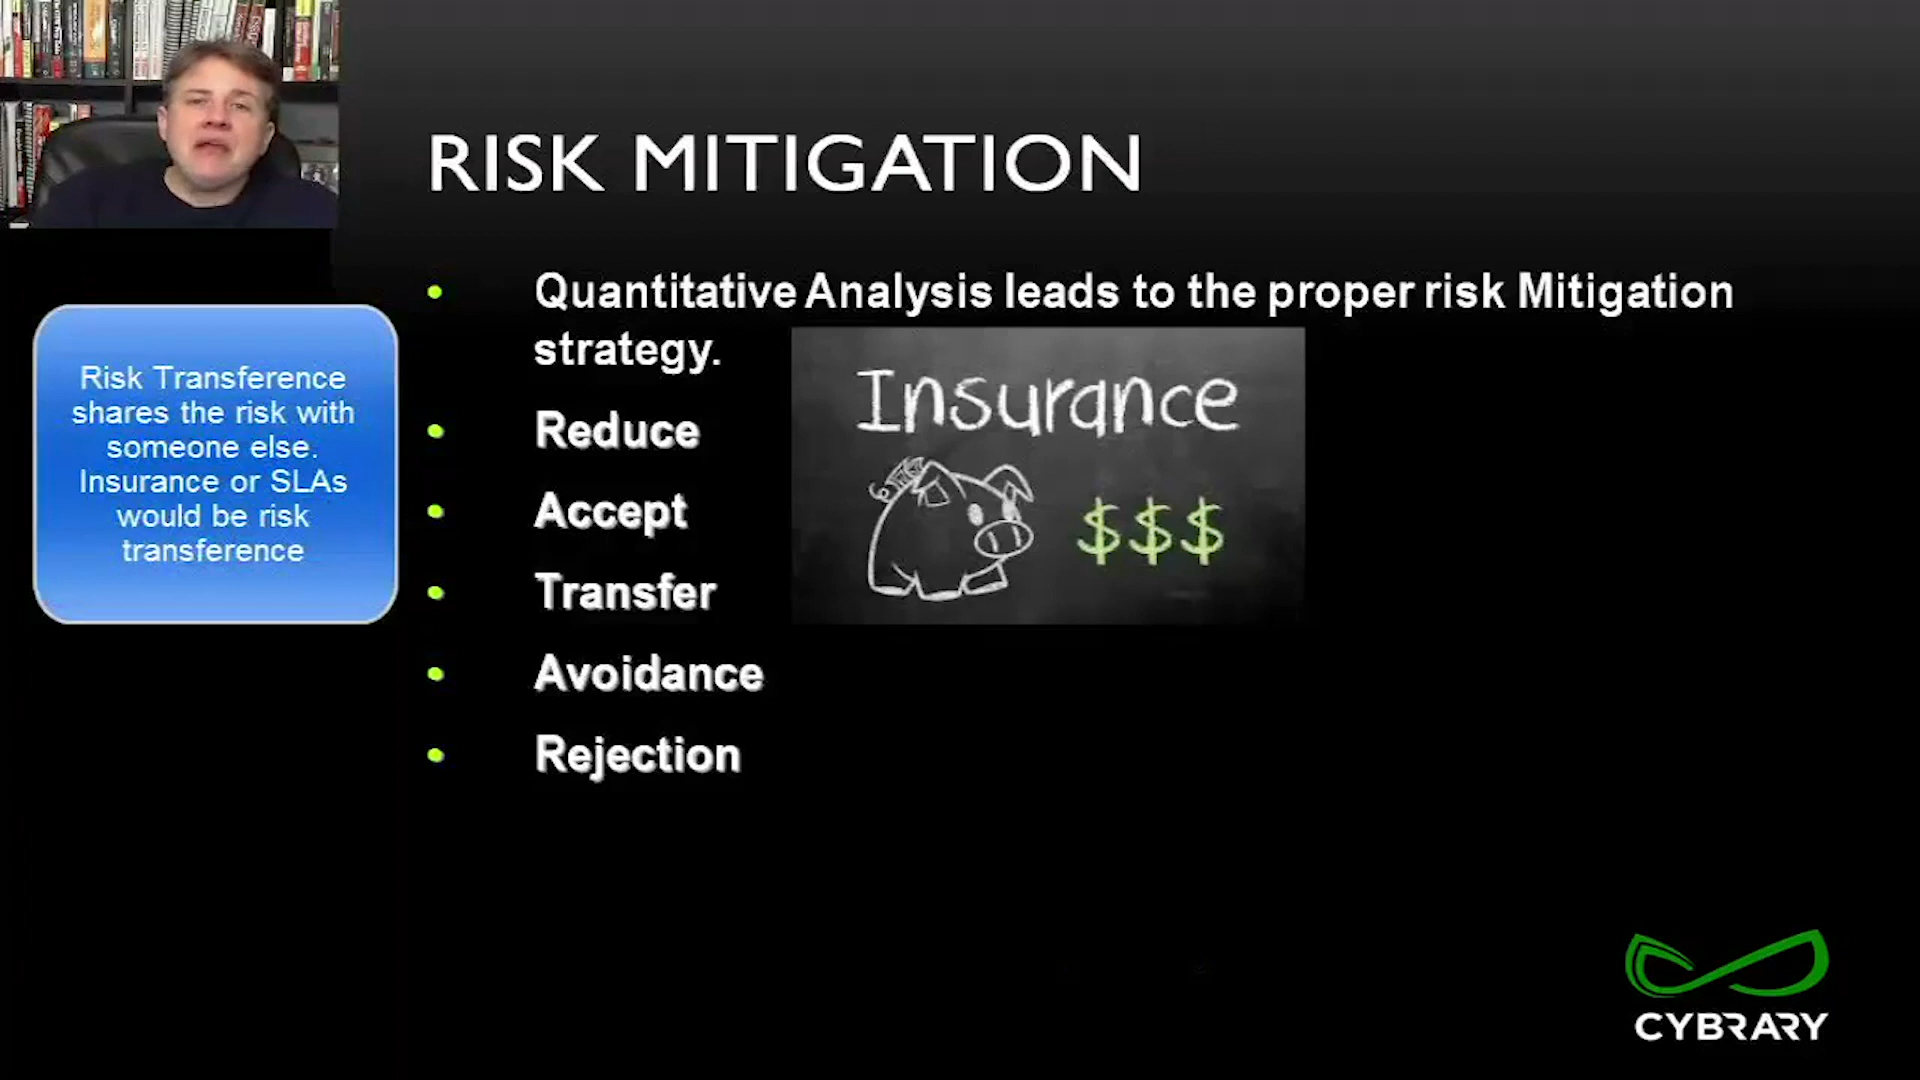 RISK MITIGATION
Quantitative Analysis leads to the proper risk Mitigation
strategy.
Reduce
Accept
Transfer
Avoidance
Rejection
Insurance
$$$
Risk Transference
shares the risk with
someone else.
Insurance or SLAs
would be risk
transference
CYBRARY